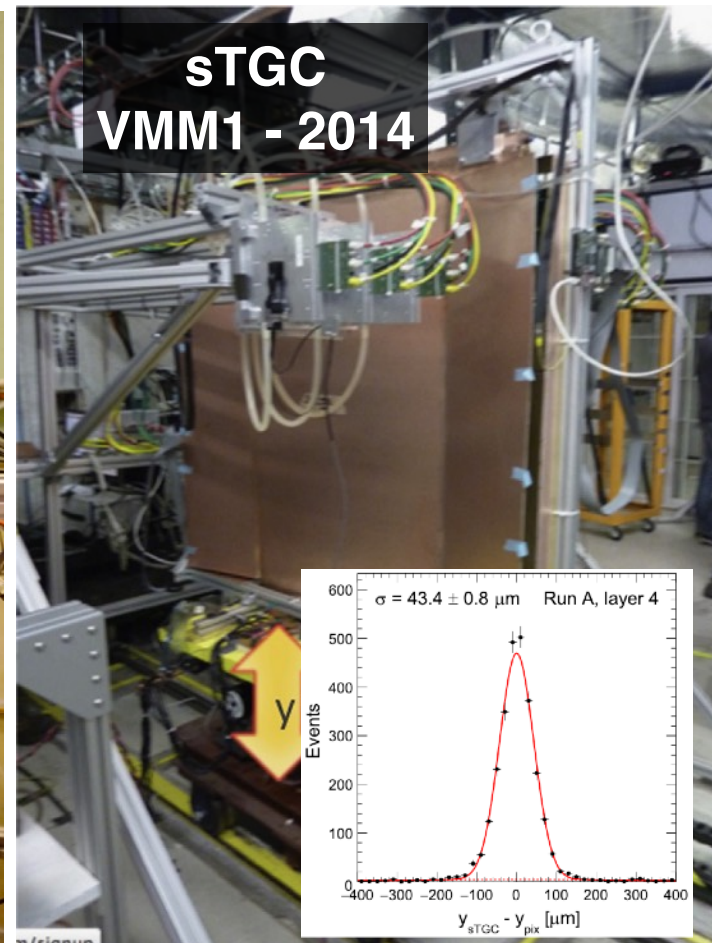 sTGC
VMM1 - 2014
y
σ = 43.4 ± 0.8 μm Run A, layer 4
600
500
400
300
200
100
0
Events
−400 −300 −200 −100 0 100 200 300 400
y_sTGC - y_pix [μm]
m/signup